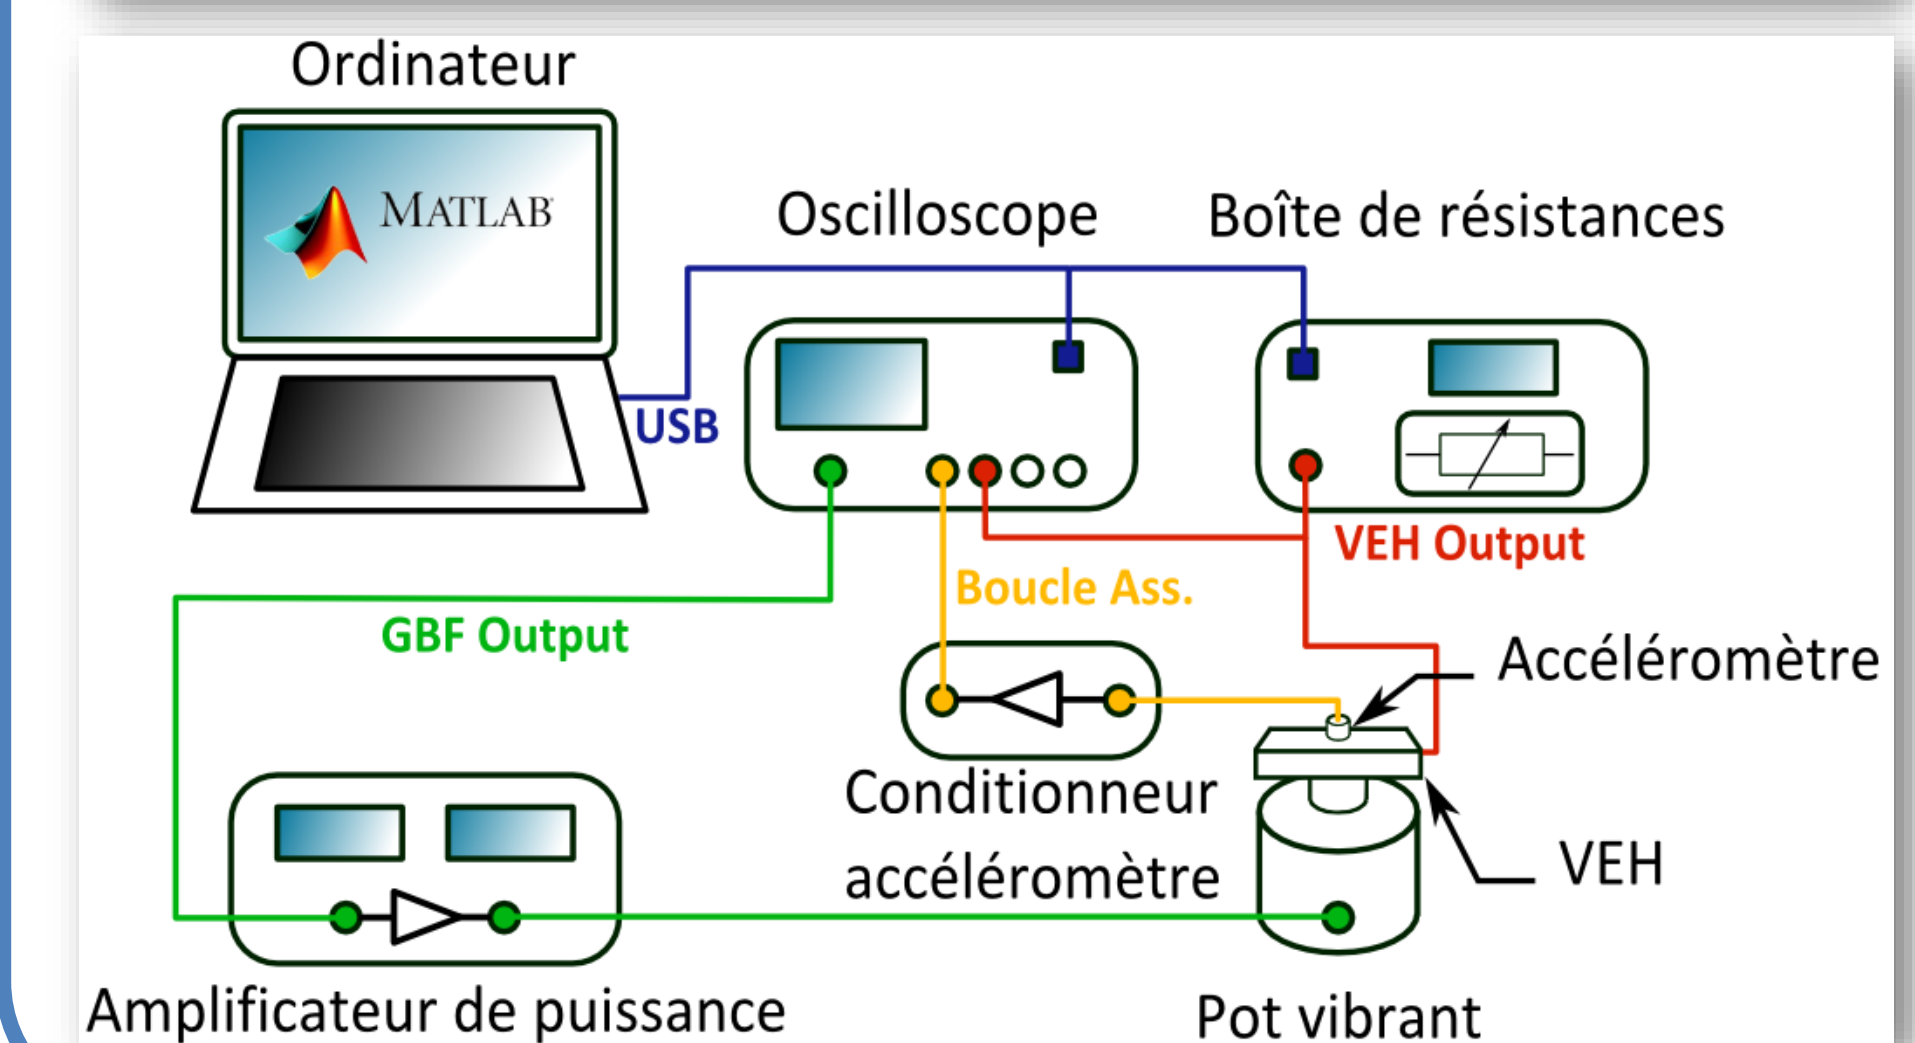 Ordinateur
MATLAB
Oscilloscope
Boîte de résistances
USB
VEH Output
Boucle Ass.
GBF Output
Accéléromètre
Conditionneur
accéléromètre
VEH
Amplificateur de puissance
Pot vibrant